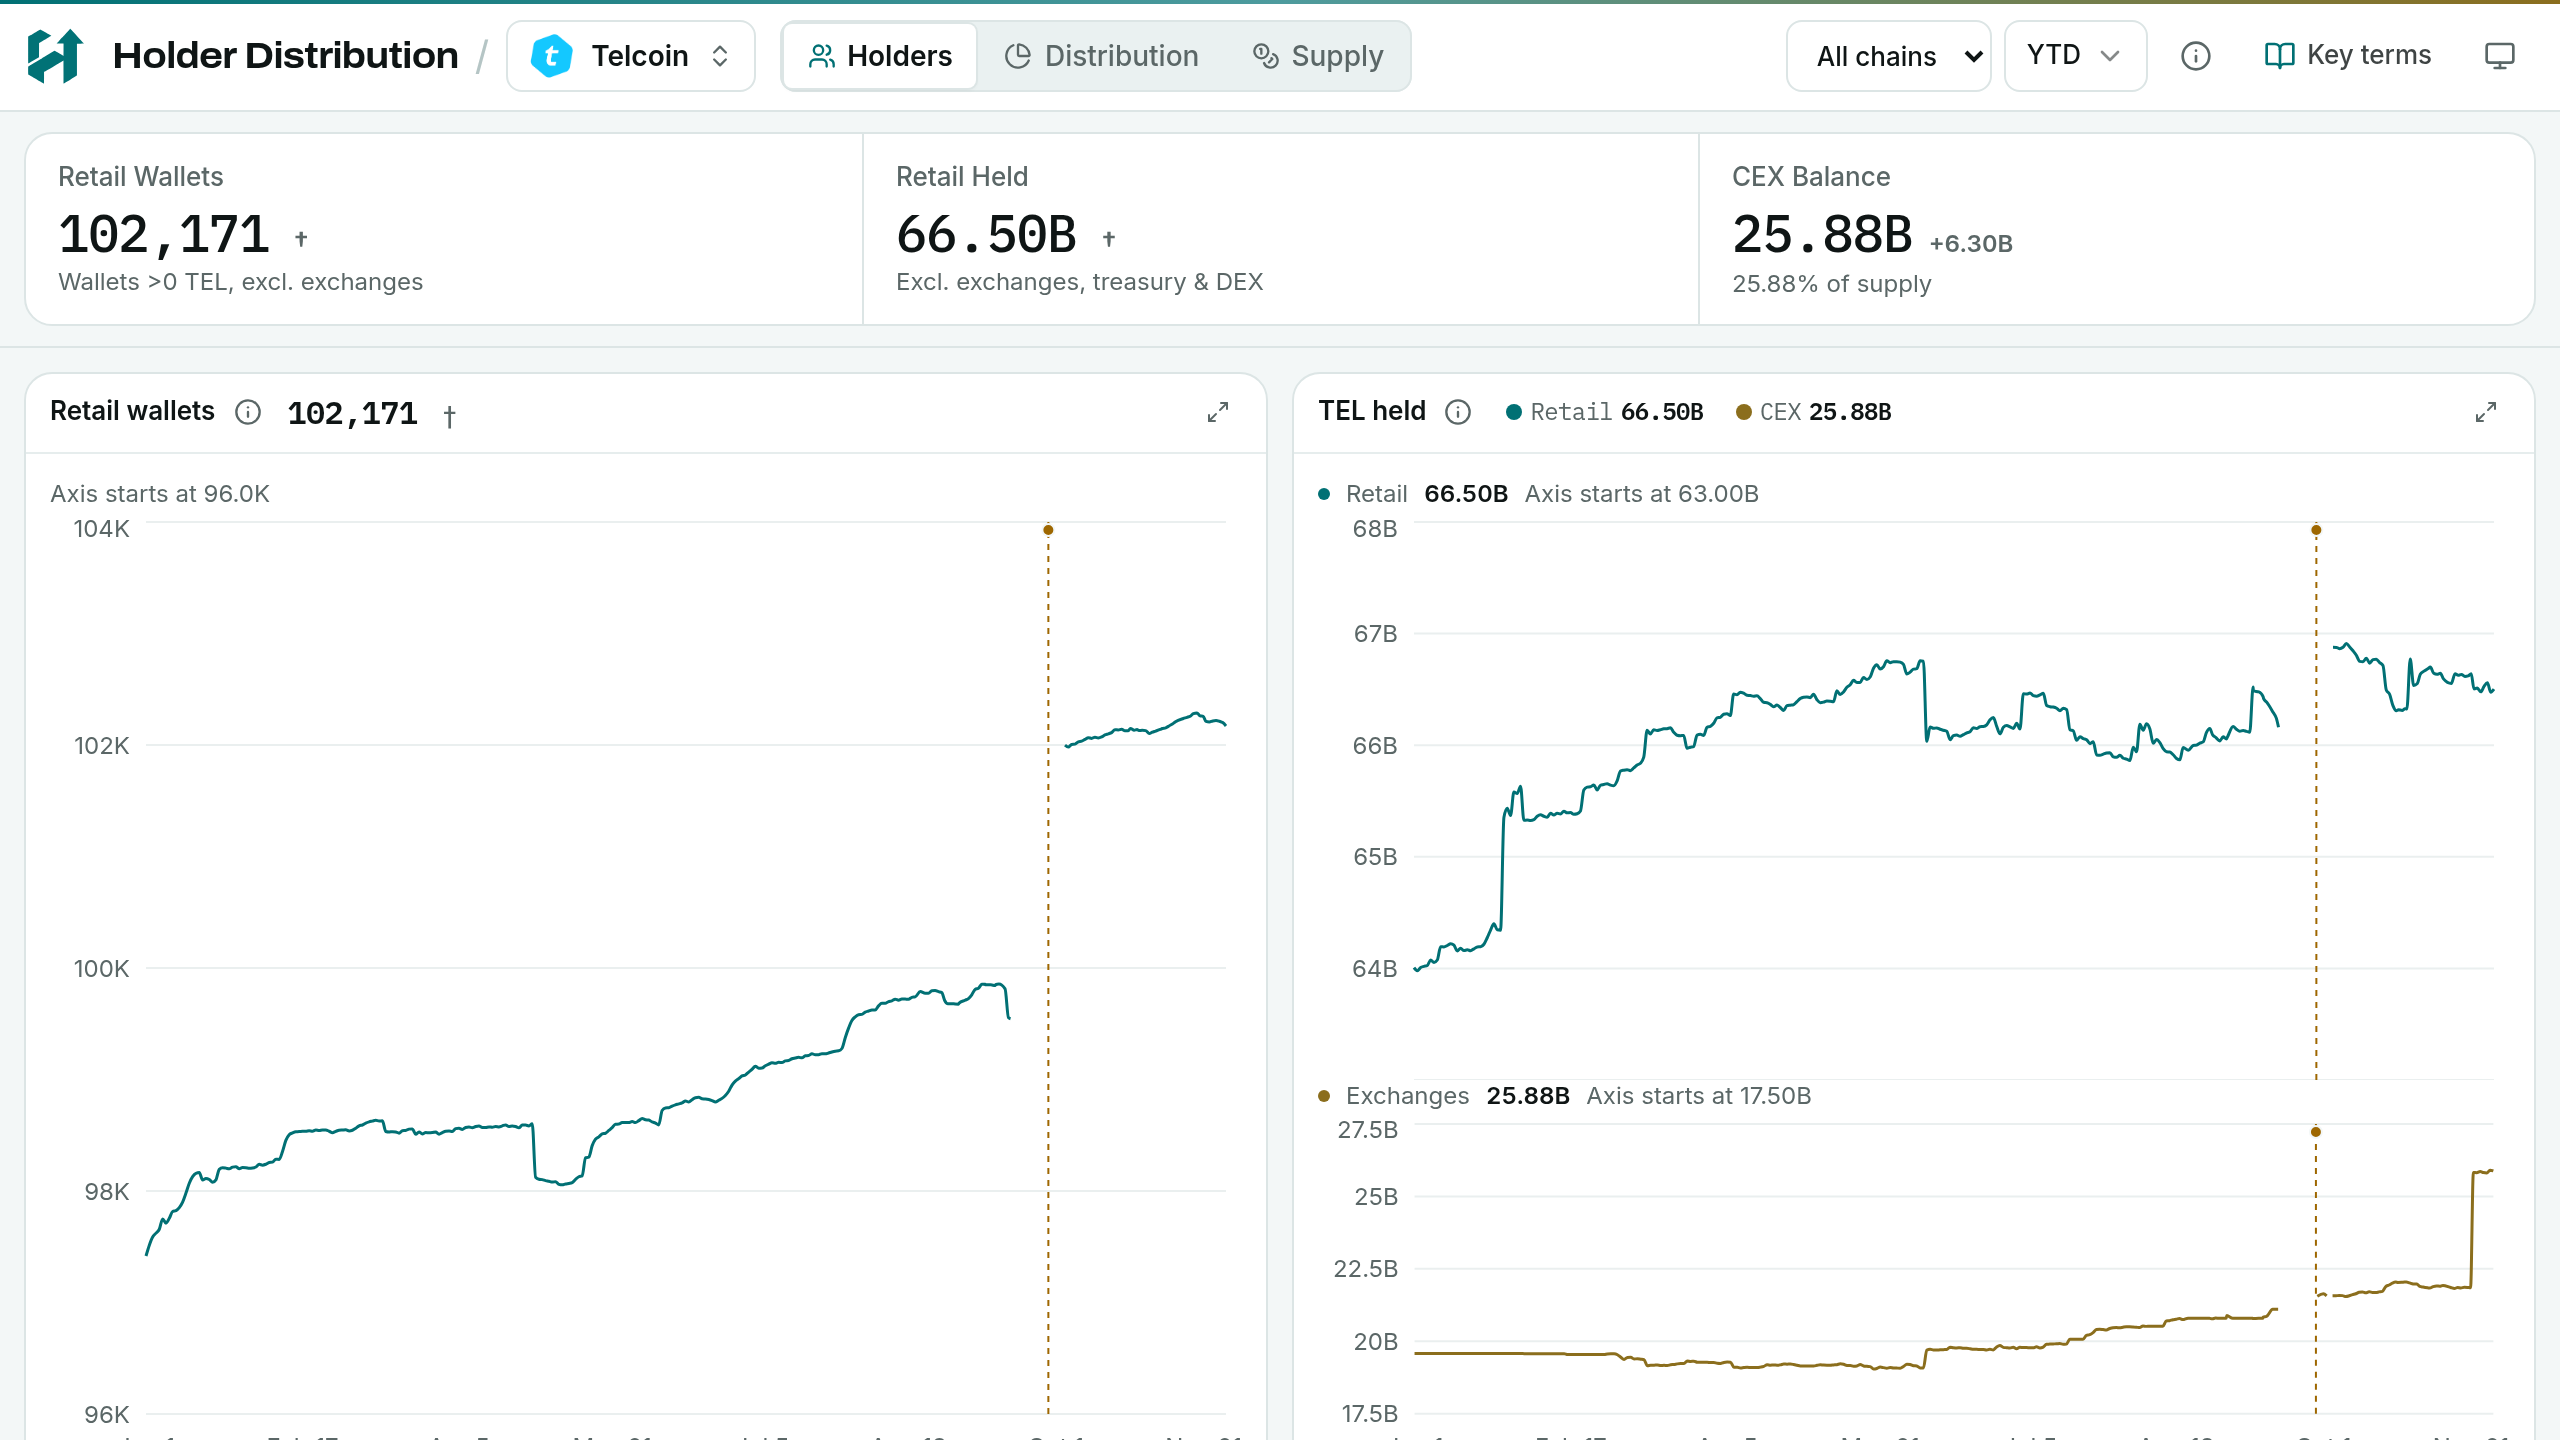 Holder Distribution / Telcoin Holders Distribution Supply All chains YTD Key terms
Retail Wallets
102,171 †
Wallets >0 TEL, excl. exchanges
Retail Held
66.50B †
Excl. exchanges, treasury & DEX
CEX Balance
25.88B +6.30B
25.88% of supply
Retail wallets 102,171 †
Axis starts at 96.0K
104K
102K
100K
98K
96K
TEL held Retail 66.50B CEX 25.88B
Retail 66.50B Axis starts at 63.00B
68B
67B
66B
65B
64B
Exchanges 25.88B Axis starts at 17.50B
27.5B
25B
22.5B
20B
17.5B